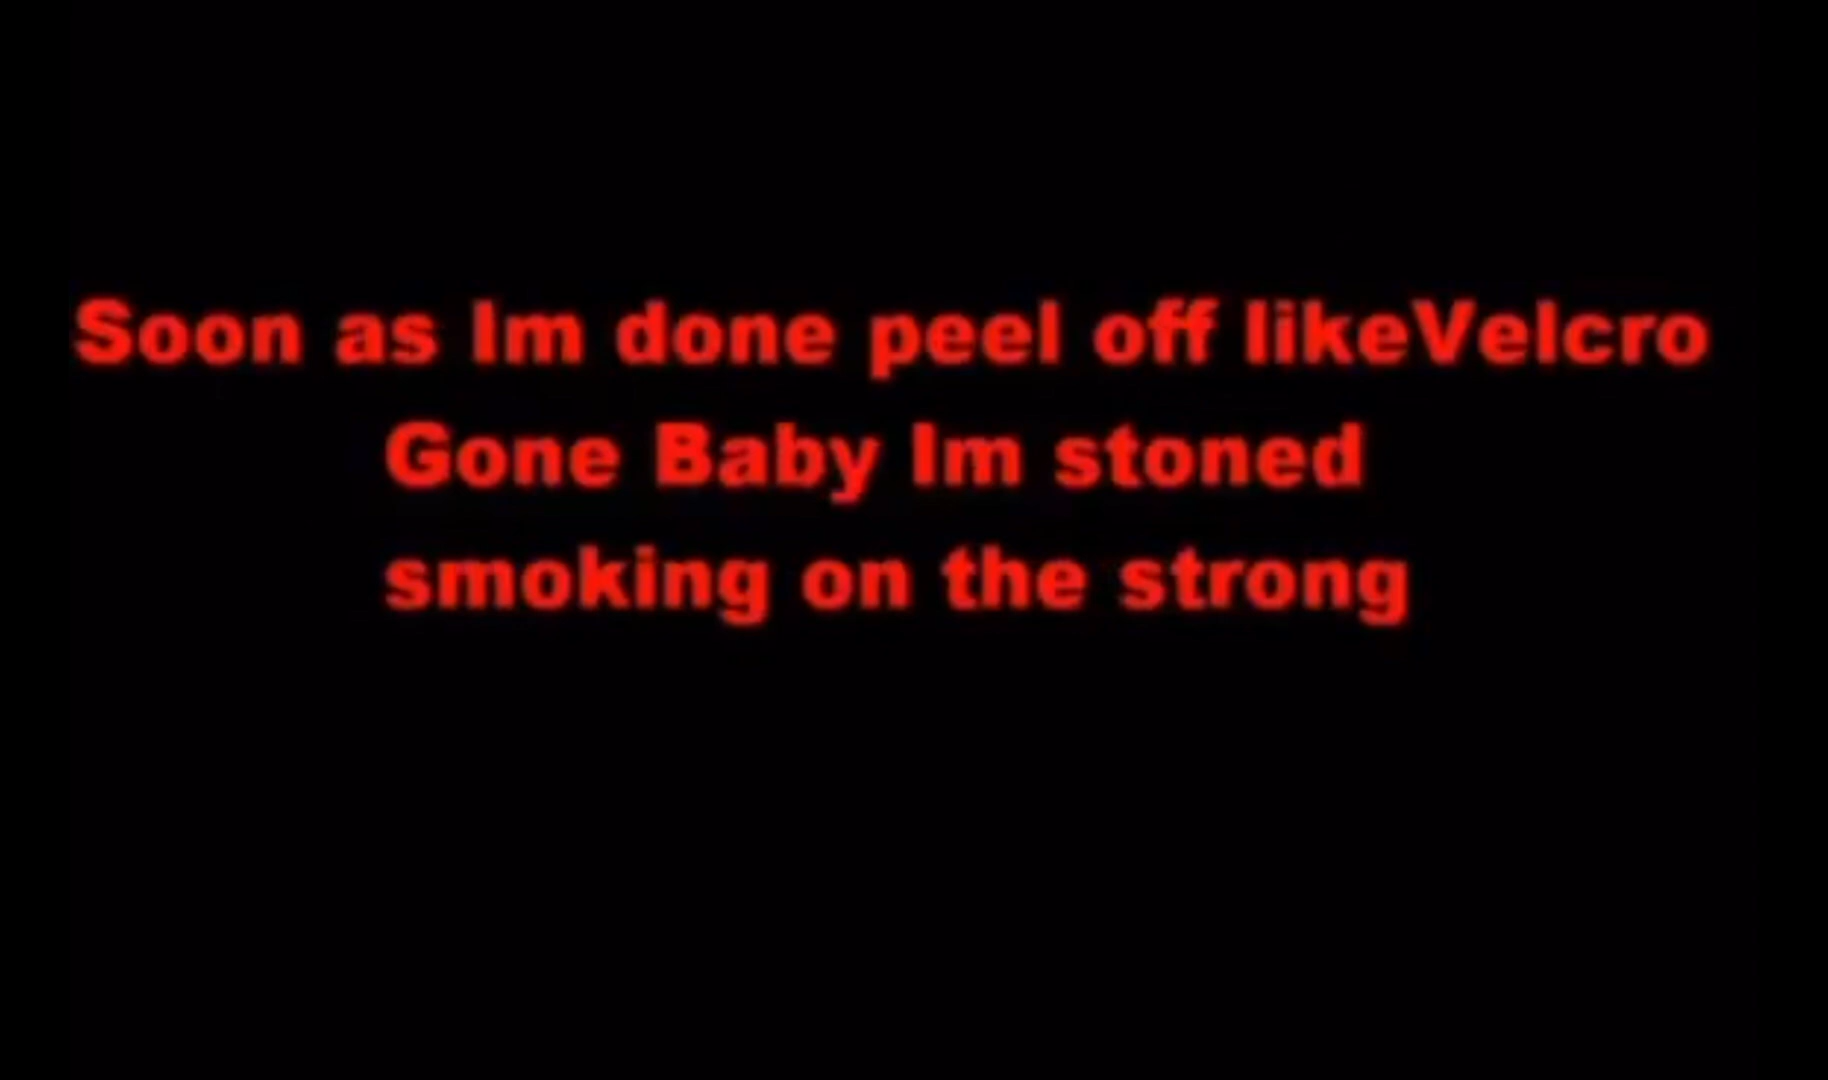 Soon as Im done peel off likeVelcro
Gone Baby Im stoned
smoking on the strong